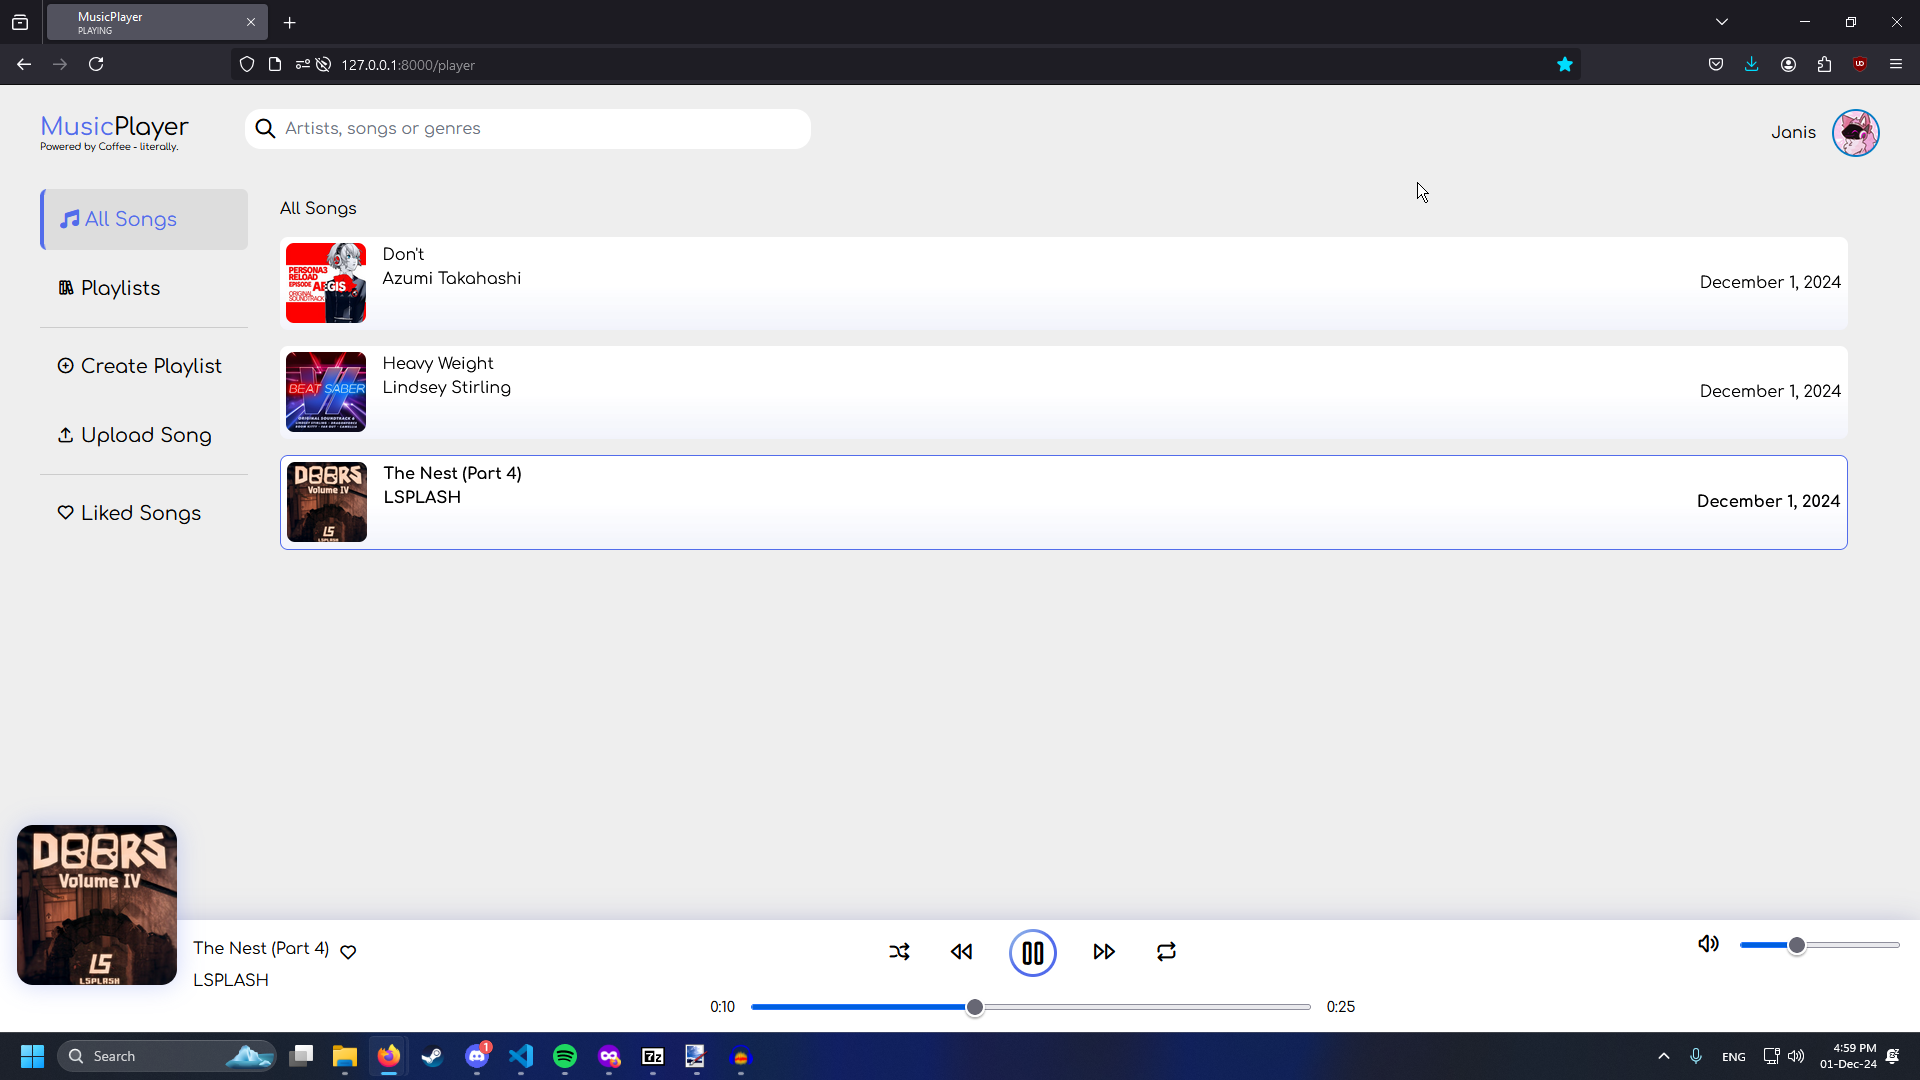 MusicPlayer
PLAYING
127.0.0.1:8000/player
MusicPlayer
Powered by Coffee - literally.
Artists, songs or genres
Janis
All Songs
Playlists
Create Playlist
Upload Song
Liked Songs
All Songs
PERSONA3
RELOAD
EPISODE AEGIS
ORIGINAL
SOUNDTRACK
Don't
Azumi Takahashi
December 1, 2024
BEAT SABER
Heavy Weight
Lindsey Stirling
December 1, 2024
DOORS
Volume IV
LS
LSPLASH
The Nest (Part 4)
LSPLASH
December 1, 2024
DOORS
Volume IV
LS
LSPLASH
The Nest (Part 4)
LSPLASH
0:10
0:25
Search
1
7z
ENG
4:59 PM
01-Dec-24